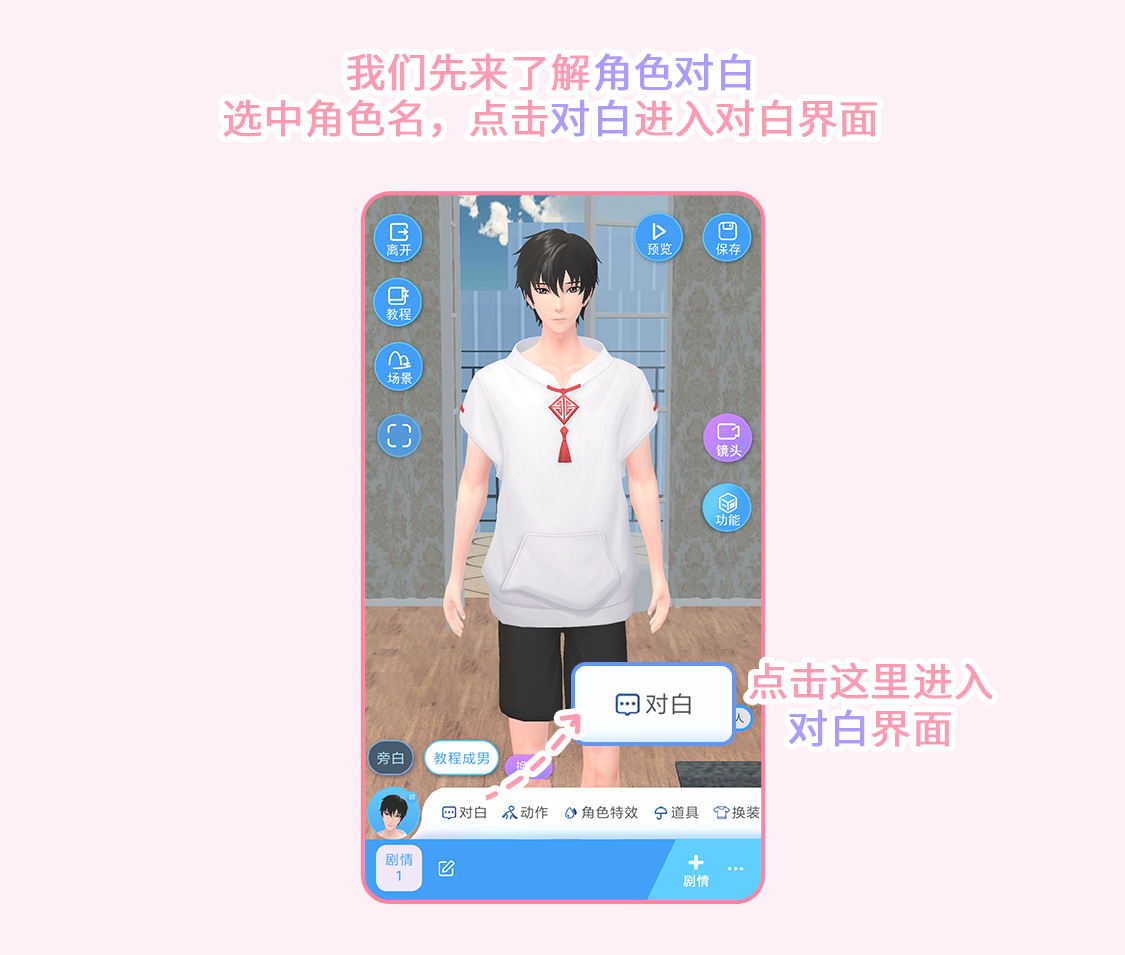 我们先来了解角色对白
选中角色名，点击对白进入对白界面
离开
预览
保存
教程
场景
镜头
功能
对白
人
点击这里进入
对白界面
旁白
教程成男
换
对白
动作
角色特效
道具
换装
剧情
1
剧情